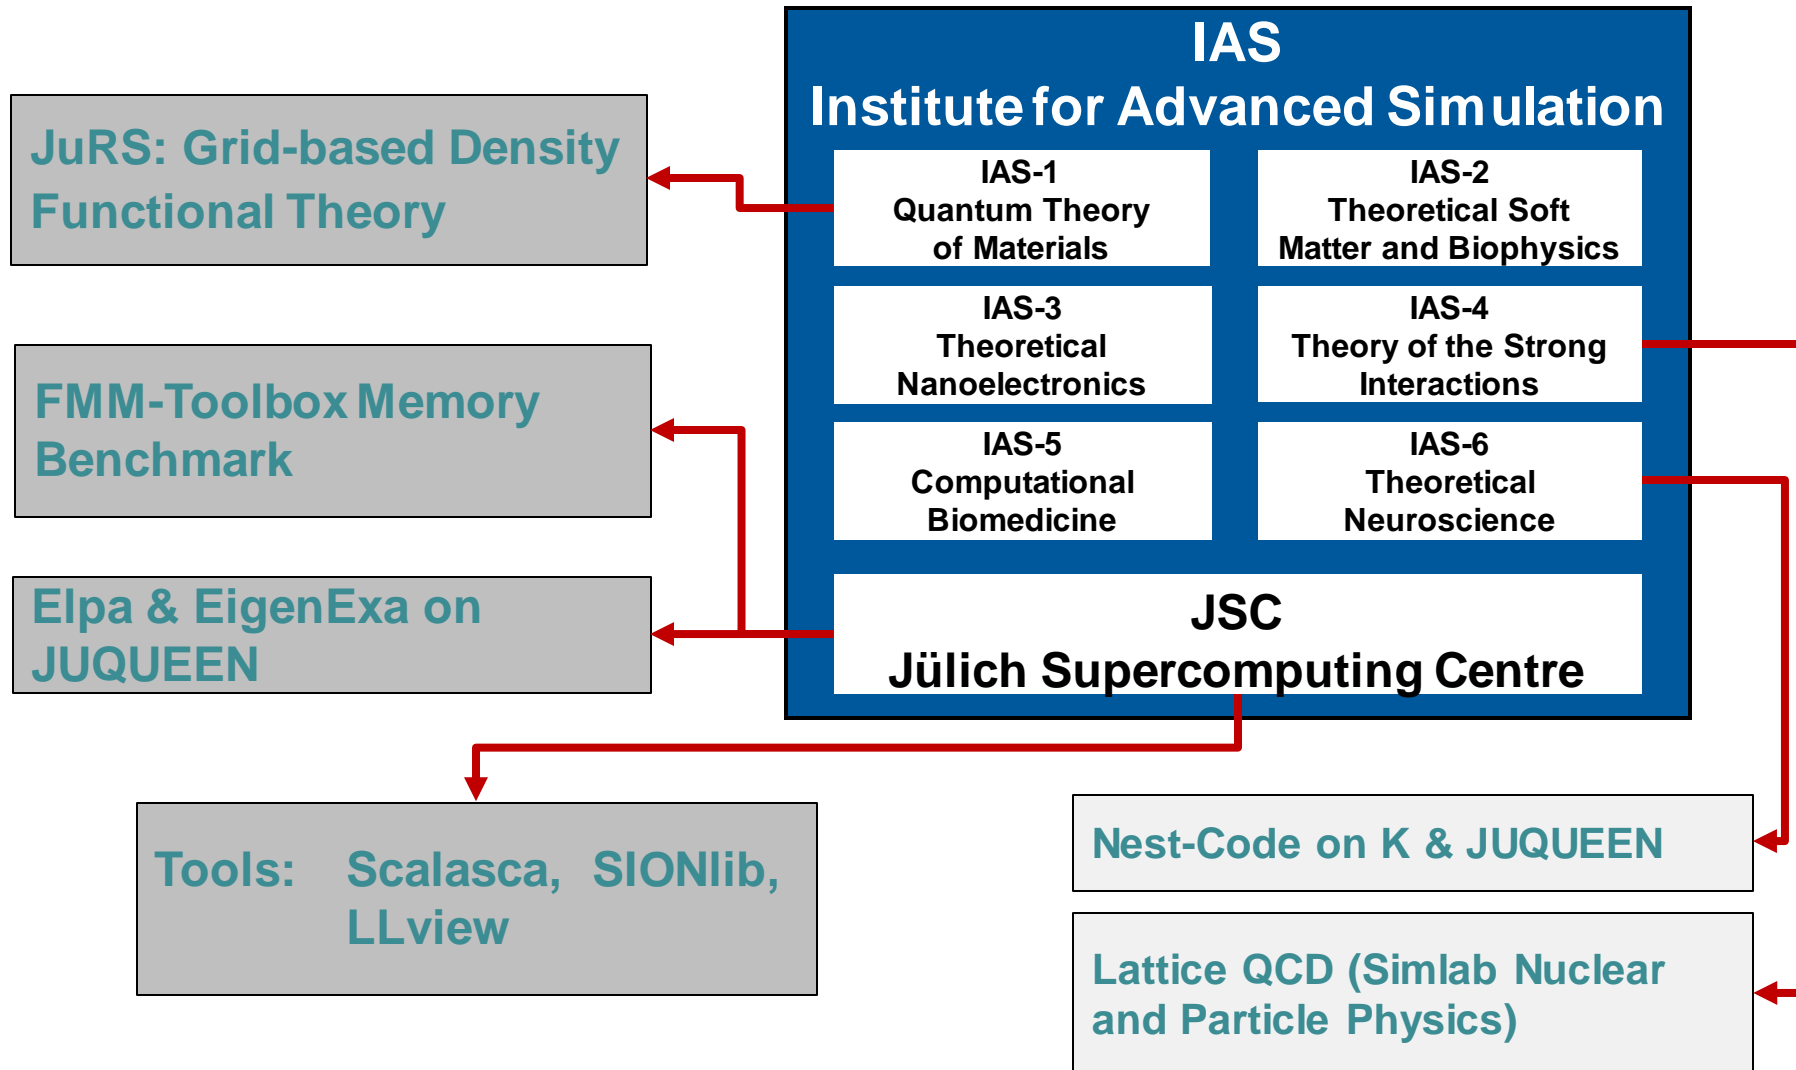 IAS
Institute for Advanced Simulation
JuRS: Grid-based Density
Functional Theory
IAS-1
Quantum Theory
of Materials
IAS-2
Theoretical Soft
Matter and Biophysics
IAS-3
Theoretical
Nanoelectronics
IAS-4
Theory of the Strong
Interactions
FMM-Toolbox Memory
Benchmark
IAS-5
Computational
Biomedicine
IAS-6
Theoretical
Neuroscience
Elpa & EigenExa on
JUQUEEN
JSC
Jülich Supercomputing Centre
Tools: Scalasca, SIONlib,
LLview
Nest-Code on K & JUQUEEN
Lattice QCD (Simlab Nuclear
and Particle Physics)